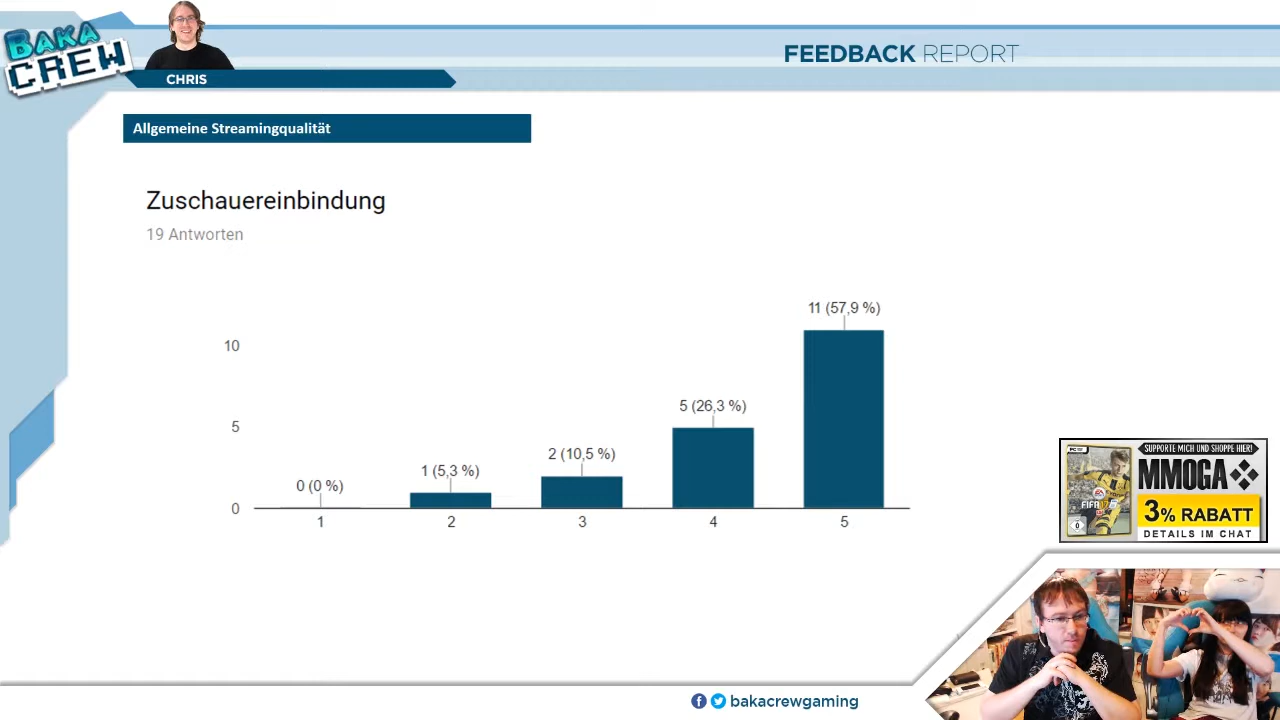 BAKA
CREW
CHRIS
FEEDBACK REPORT
Allgemeine Streamingqualität
Zuschauereinbindung
19 Antworten
11 (57,9 %)
10
5 (26,3 %)
5
2 (10,5 %)
1 (5,3 %)
0 (0 %)
0
1
2
3
4
5
SUPPORTE MICH UND SHOPPE HIER!
MMOGA
FIFA 17
3% RABATT
DETAILS IM CHAT
bakacrewgaming